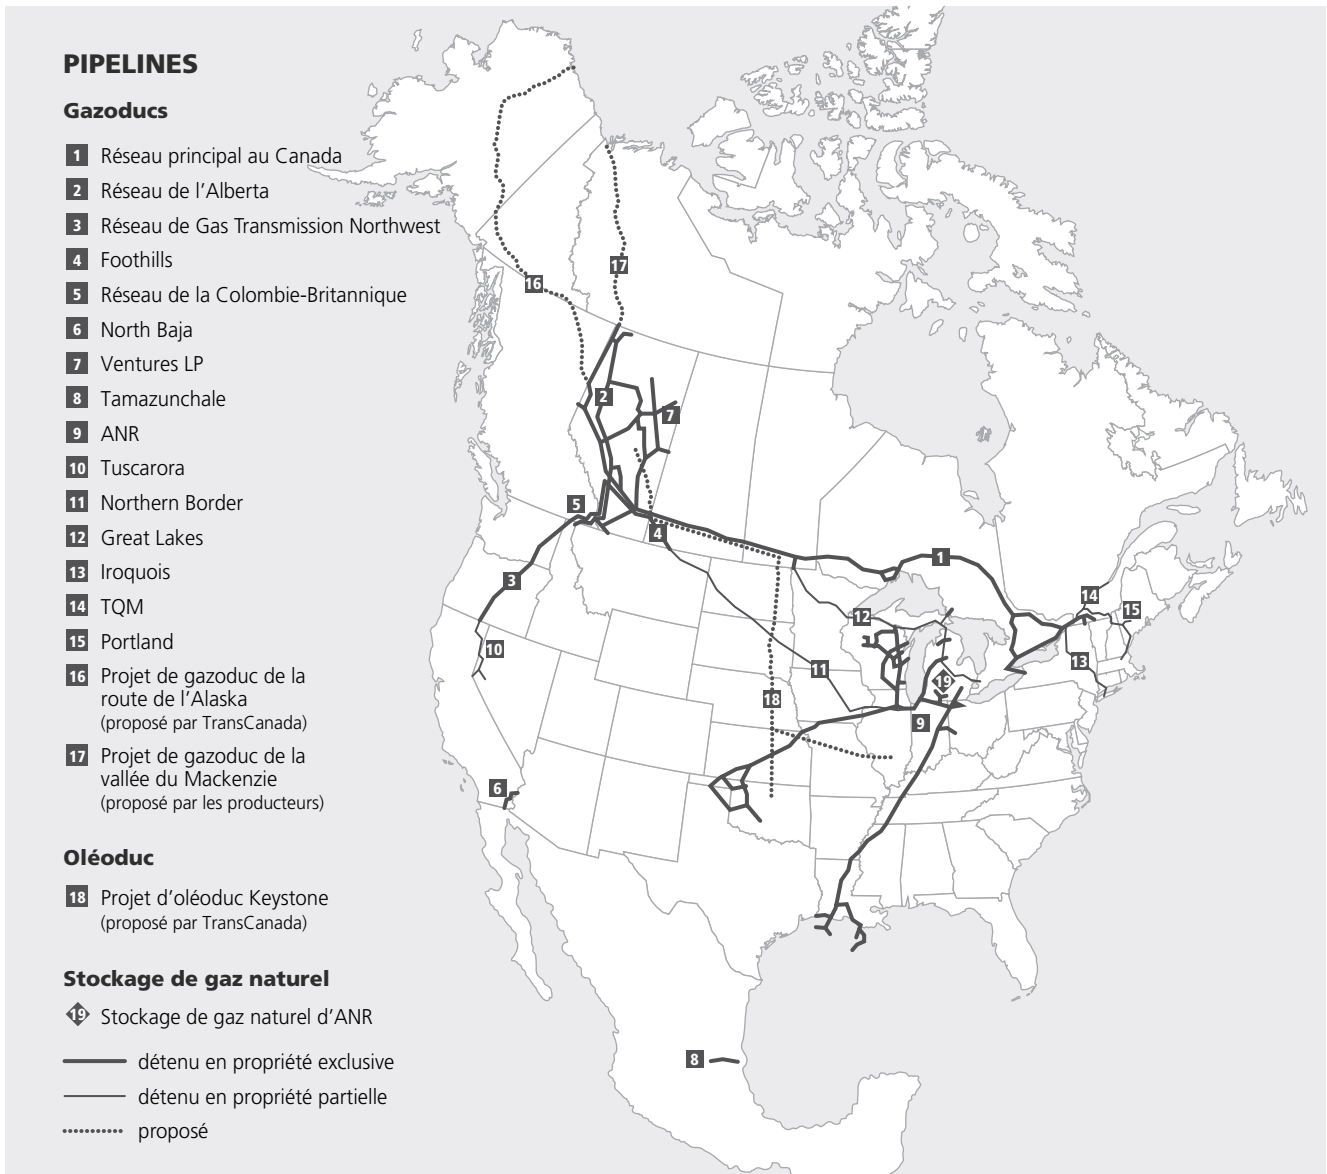 PIPELINES
Gazoducs
1 Réseau principal au Canada
2 Réseau de l’Alberta
3 Réseau de Gas Transmission Northwest
4 Foothills
5 Réseau de la Colombie-Britannique
6 North Baja
7 Ventures LP
8 Tamazunchale
9 ANR
10 Tuscarora
11 Northern Border
12 Great Lakes
13 Iroquois
14 TQM
15 Portland
16 Projet de gazoduc de la
route de l’Alaska
(proposé par TransCanada)
17 Projet de gazoduc de la
vallée du Mackenzie
(proposé par les producteurs)
Oléoduc
18 Projet d’oléoduc Keystone
(proposé par TransCanada)
Stockage de gaz naturel
19 Stockage de gaz naturel d’ANR
détenu en propriété exclusive
détenu en propriété partielle
proposé
17
16
2
7
5
4
1
3
14
15
12
10
13
11
19
18
9
6
8